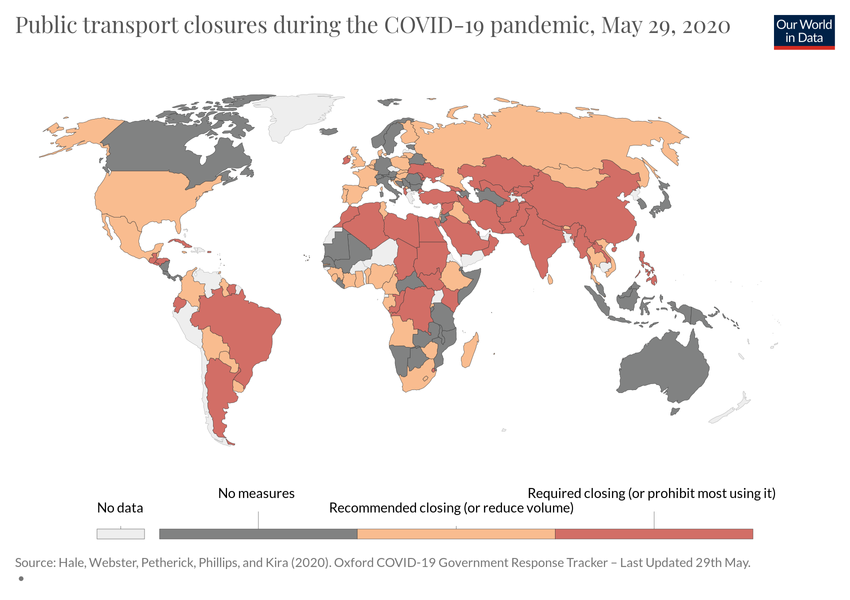 Public transport closures during the COVID-19 pandemic, May 29, 2020
Our World
in Data
No data
No measures
Recommended closing (or reduce volume)
Required closing (or prohibit most using it)
Source: Hale, Webster, Petherick, Phillips, and Kira (2020). Oxford COVID-19 Government Response Tracker – Last Updated 29th May.
•